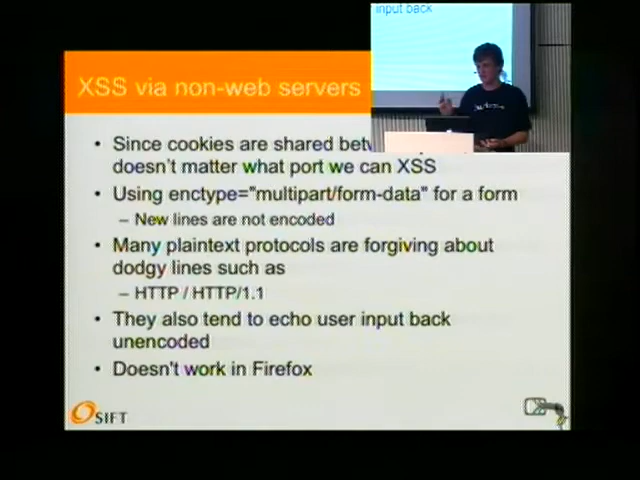 input back
XSS via non-web servers
• Since cookies are shared
doesn't matter what port we can XSS
• Using enctype="multipart/form-data" for a form
– New lines are not encoded
• Many plaintext protocols are forgiving about
dodgy lines such as
– HTTP / HTTP/1.1
• They also tend to echo user input back
unencoded
• Doesn't work in Firefox
SIFT